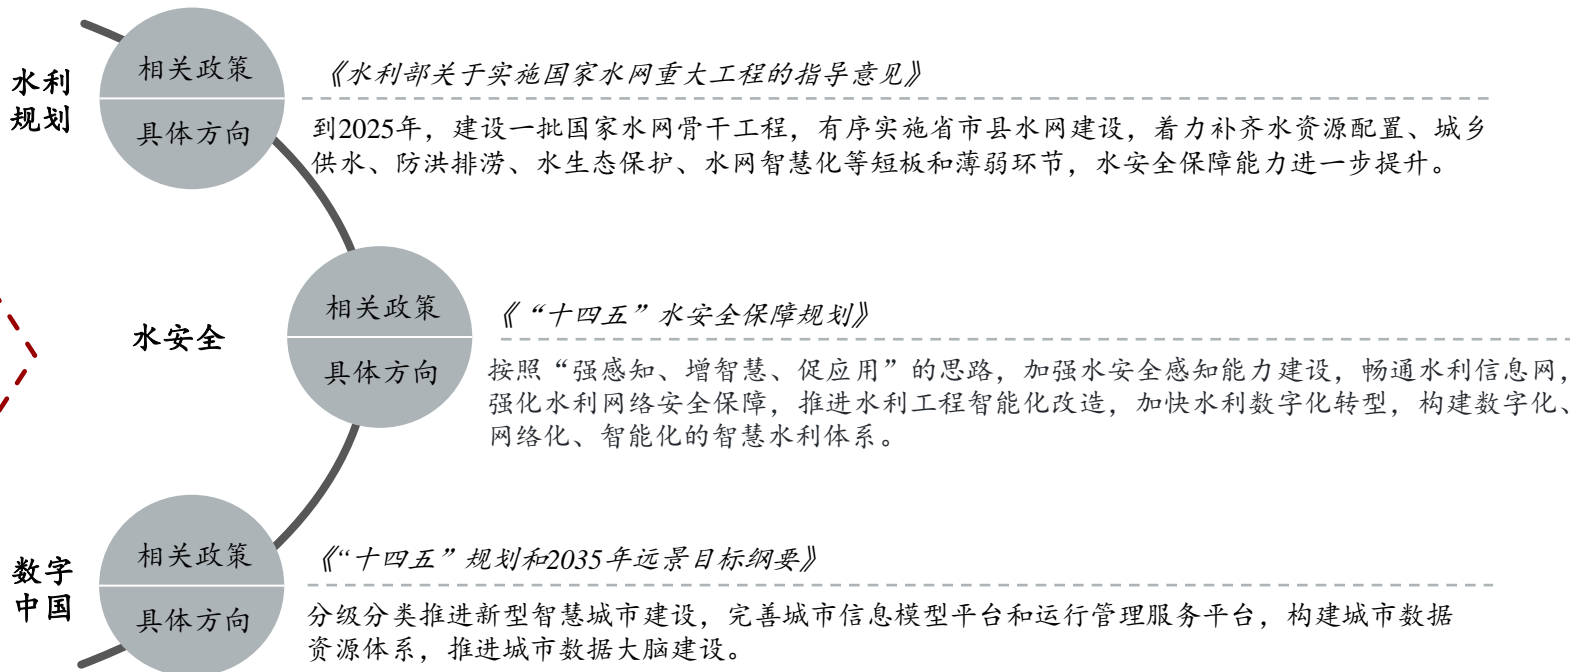 水利
规划
相关政策
具体方向
《水利部关于实施国家水网重大工程的指导意见》
到2025年，建设一批国家水网骨干工程，有序实施省市县水网建设，着力补齐水资源配置、城乡
供水、防洪排涝、水生态保护、水网智慧化等短板和薄弱环节，水安全保障能力进一步提升。
水安全
相关政策
具体方向
《“十四五”水安全保障规划》
按照“强感知、增智慧、促应用”的思路，加强水安全感知能力建设，畅通水利信息网，
强化水利网络安全保障，推进水利工程智能化改造，加快水利数字化转型，构建数字化、
网络化、智能化的智慧水利体系。
数字
中国
相关政策
具体方向
《“十四五”规划和2035年远景目标纲要》
分级分类推进新型智慧城市建设，完善城市信息模型平台和运行管理服务平台，构建城市数据
资源体系，推进城市数据大脑建设。